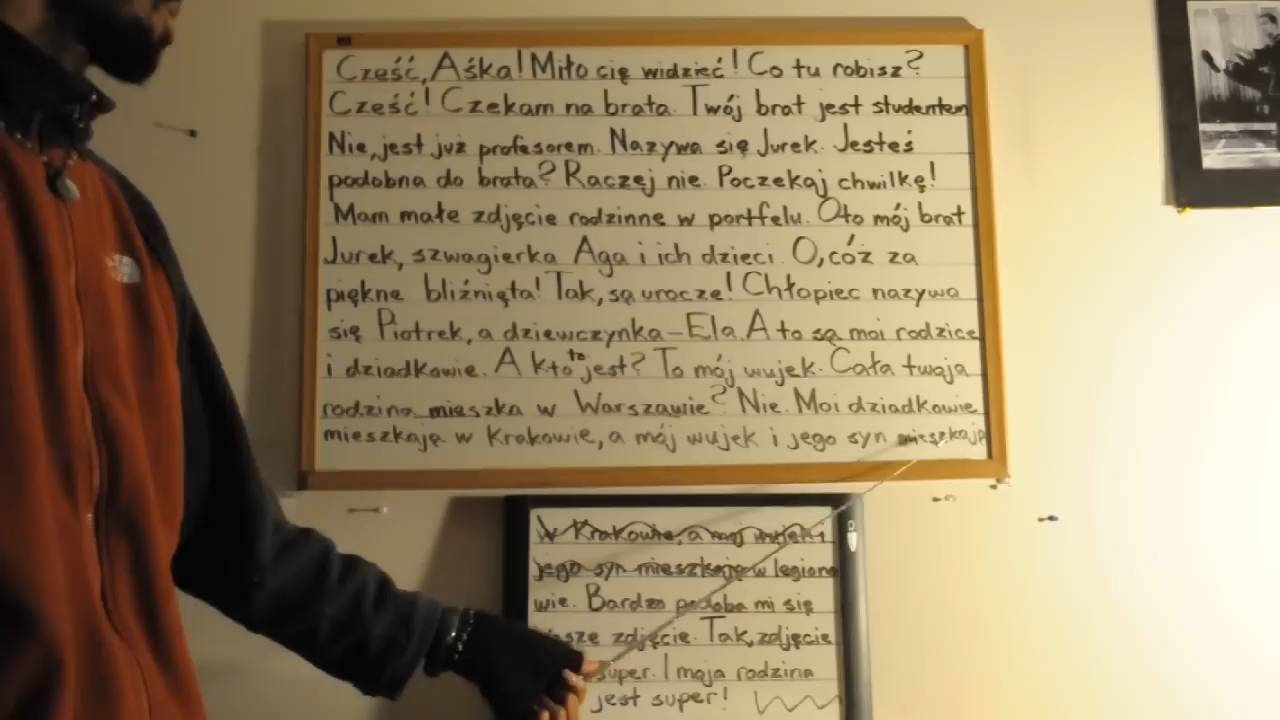 Cześć, Aśka! Miło cię widzieć! Co tu robisz?
Cześć! Czekam na brata. Twój brat jest studentem
Nie, jest już profesorem. Nazywa się Jurek. Jesteś
podobna do brata? Raczej nie. Poczekaj chwilkę!
Mam małe zdjęcie rodzinne w portfelu. Oto mój brat
Jurek, szwagierka Aga i ich dzieci. O, cóż za
piękne bliźnięta! Tak, są urocze! Chłopiec nazywa
się Piotrek, a dziewczynka - Ela. A to są moi rodzice
i dziadkowie. A kto to jest? To mój wujek. Cała twoja
rodzina mieszka w Warszawie? Nie. Moi dziadkowie
mieszkają w Krakowie, a mój wujek i jego syn mieszkają
W Krakowie, a mój wujek i
jego syn mieszkają w legiono
wie. Bardzo podoba mi się
zdjęcie. Tak, zdjęcie
super. I moja rodzina
jest super!